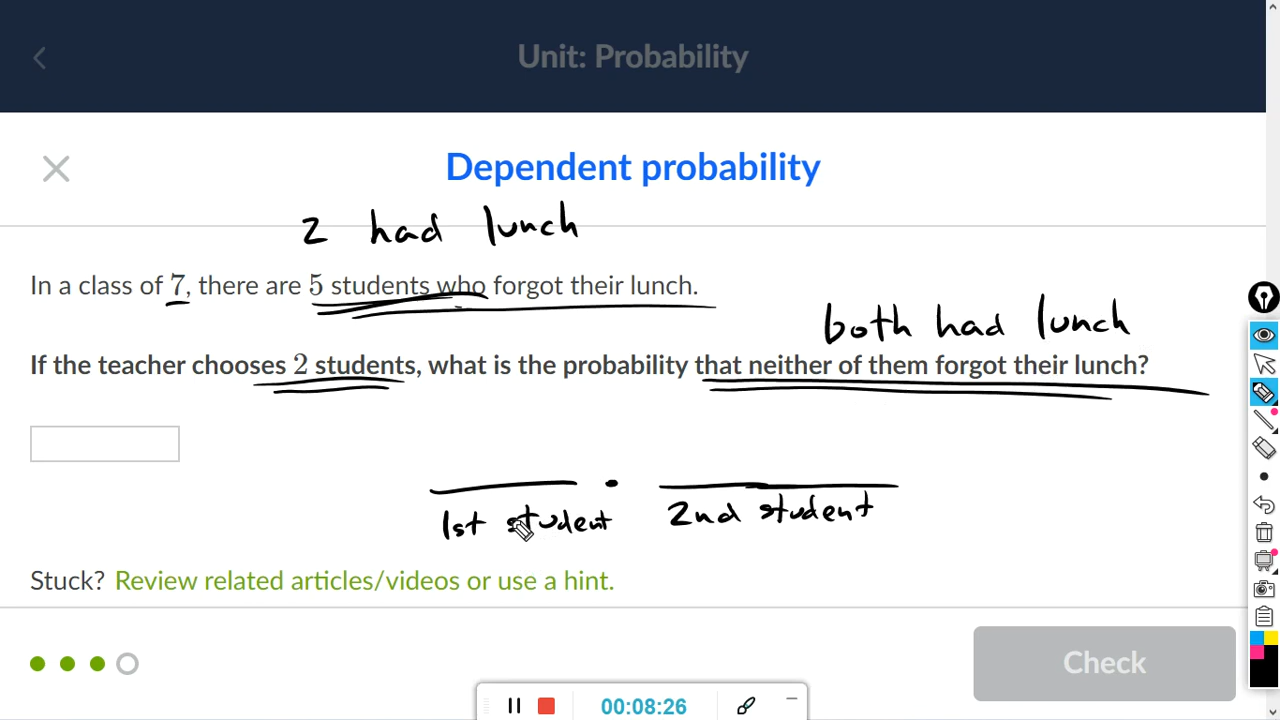 Unit: Probability
Dependent probability
2 had lunch
In a class of 7, there are 5 students who forgot their lunch.
both had lunch
If the teacher chooses 2 students, what is the probability that neither of them forgot their lunch?
1st student
2nd student
Stuck? Review related articles/videos or use a hint.
Check
00:08:26